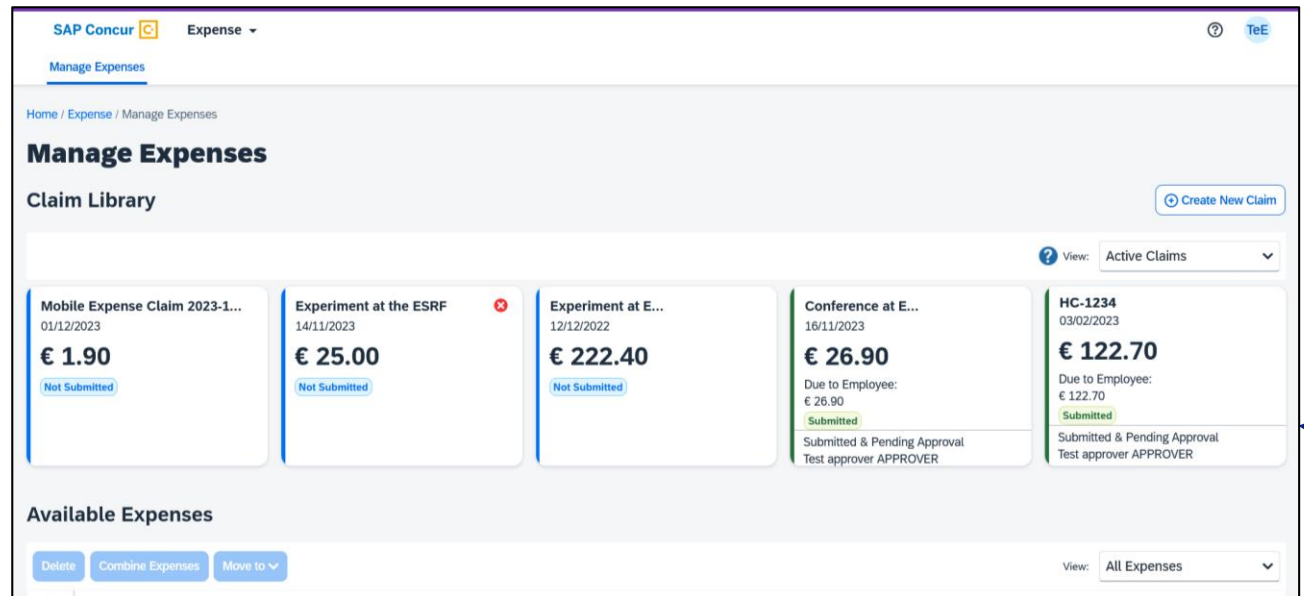 SAP Concur C Expense
TeE
Manage Expenses
Home / Expense / Manage Expenses
Manage Expenses
Claim Library
Create New Claim
View: Active Claims
Mobile Expense Claim 2023-1...
01/12/2023
€ 1.90
Not Submitted
Experiment at the ESRF
14/11/2023
€ 25.00
Not Submitted
Experiment at E...
12/12/2022
€ 222.40
Not Submitted
Conference at E...
16/11/2023
€ 26.90
Due to Employee:
€ 26.90
Submitted
Submitted & Pending Approval
Test approver APPROVER
HC-1234
03/02/2023
€ 122.70
Due to Employee:
€ 122.70
Submitted
Submitted & Pending Approval
Test approver APPROVER
Available Expenses
Delete Combine Expenses Move to
View: All Expenses